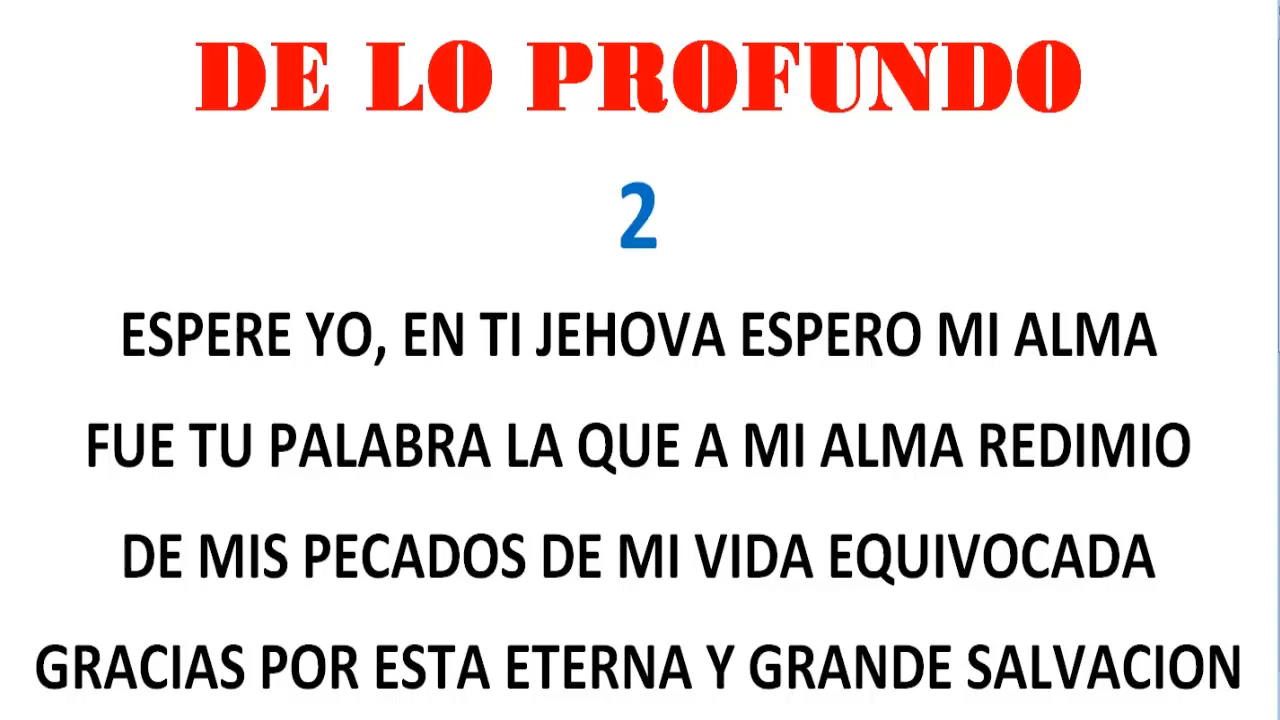 DE LO PROFUNDO
2
ESPERE YO, EN TI JEHOVA ESPERO MI ALMA
FUE TU PALABRA LA QUE A MI ALMA REDIMIO
DE MIS PECADOS DE MI VIDA EQUIVOCADA
GRACIAS POR ESTA ETERNA Y GRANDE SALVACION